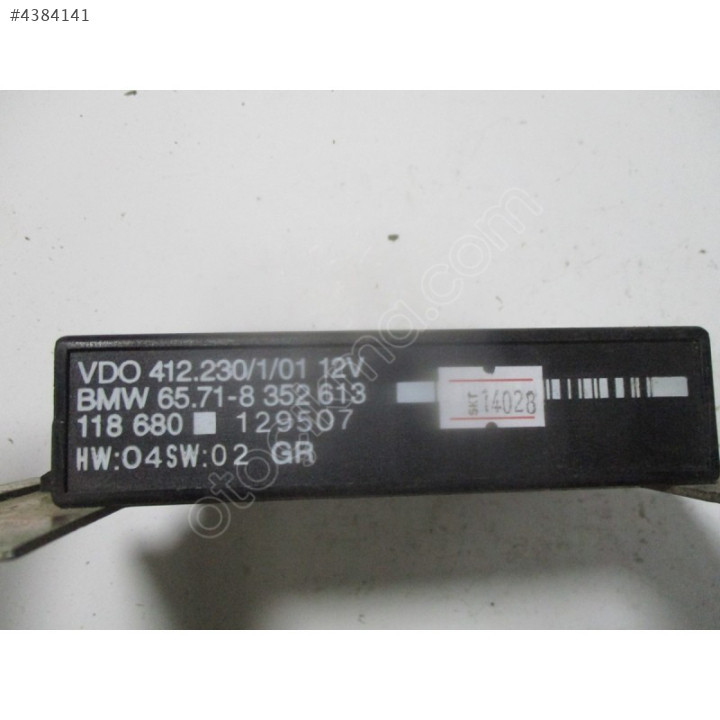 #4384141
VDO 412.230/1/01 12V
BMW 65.71-8 352 613
118 680 129507
HW:04SW:02 GR
SKT 14028
otocikmd.com